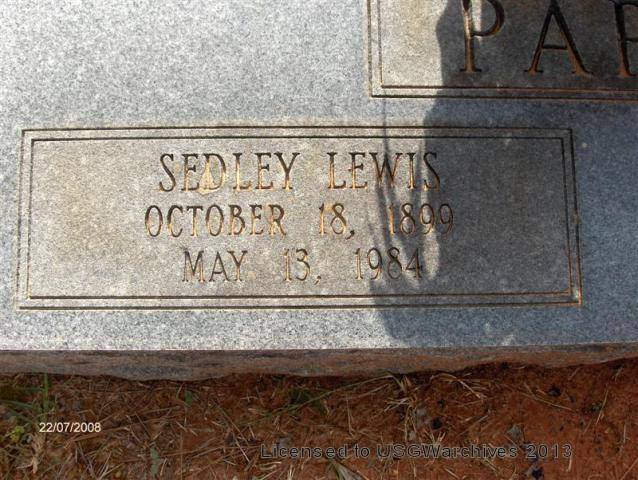 SEDLEY LEWIS
OCTOBER 18, 1899
MAY 13, 1984
22/07/2008
Licensed to USGWarchives 2013